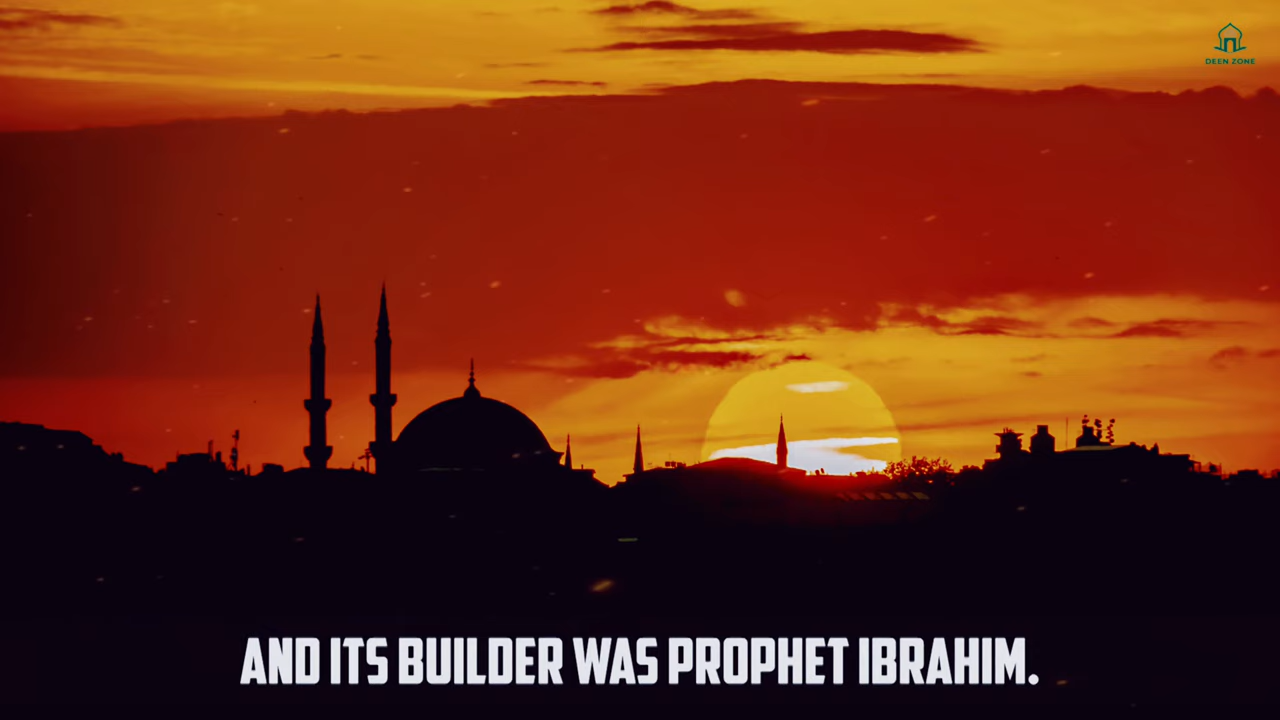 DEEN ZONE
AND ITS BUILDER WAS PROPHET IBRAHIM.